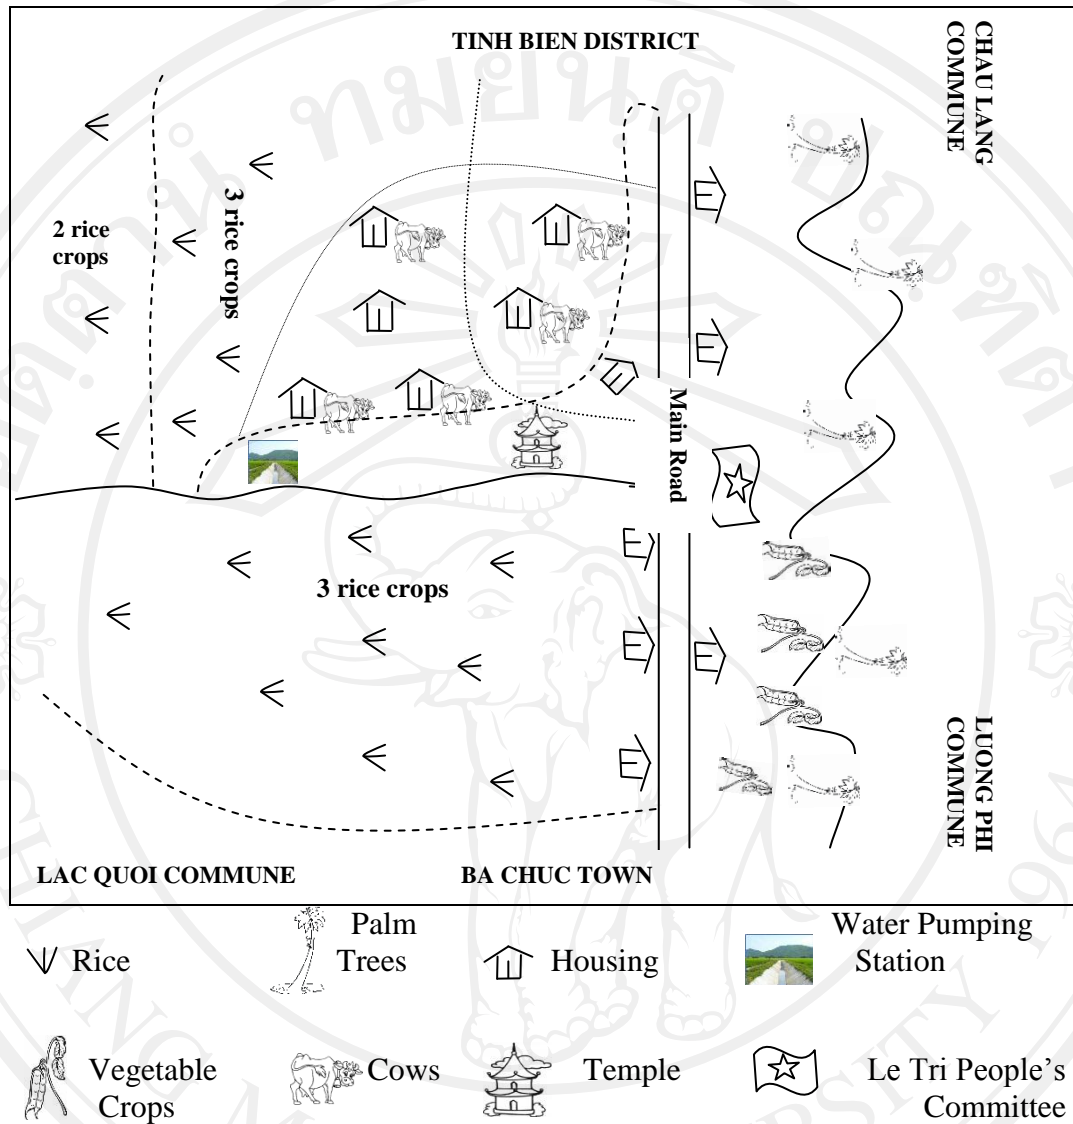 TINH BIEN DISTRICT
CHAU LANG
COMMUNE
2 rice
crops
3 rice crops
Main Road
3 rice crops
LUONG PHI
COMMUNE
LAC QUOI COMMUNE
BA CHUC TOWN
Rice
Palm
Trees
Housing
Water Pumping
Station
Vegetable
Crops
Cows
Temple
Le Tri People's
Committee
1964